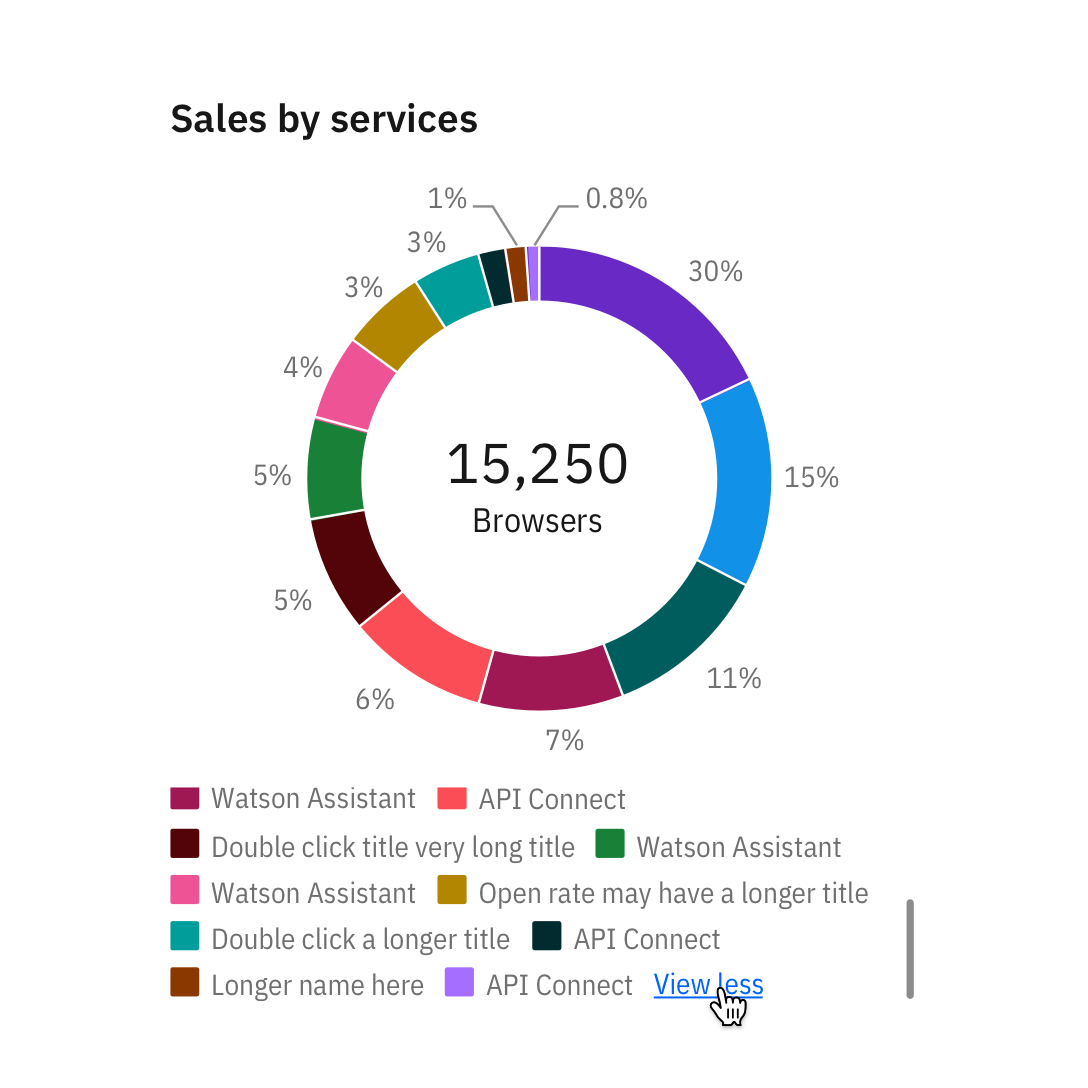 Sales by services
1% 0.8%
3%
30%
3%
4%
15,250
5% 15%
Browsers
5%
11%
6%
7%
Watson Assistant API Connect
Double click title very long title Watson Assistant
Watson Assistant Open rate may have a longer title
Double click a longer title API Connect
Longer name here API Connect View less